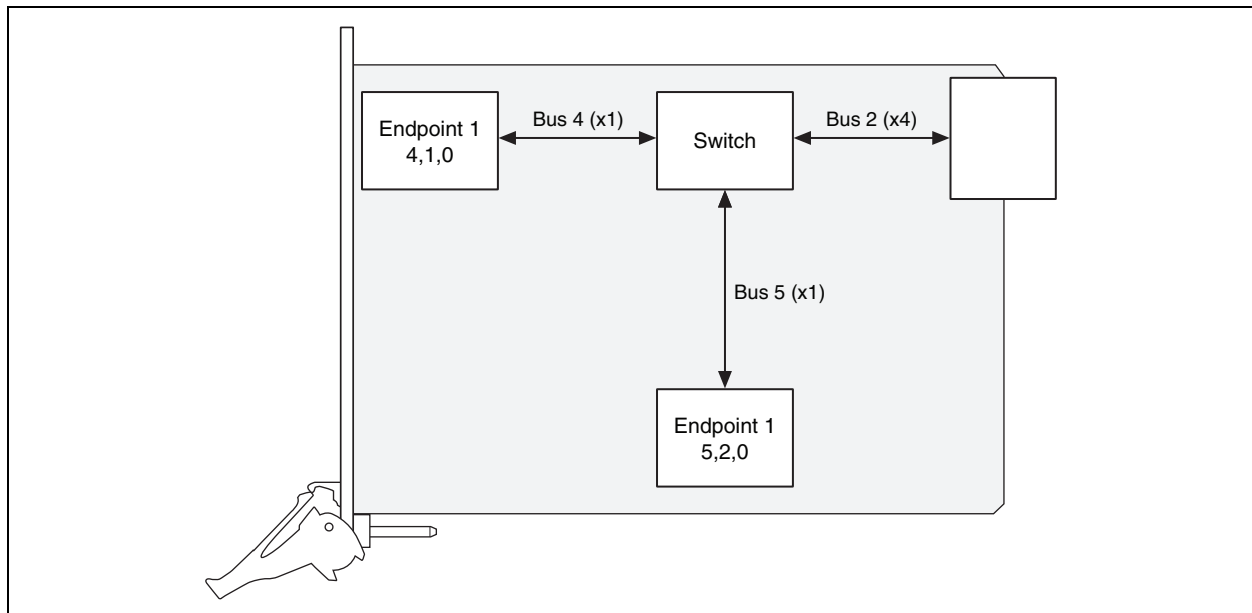 Endpoint 1
4,1,0
Bus 4 (x1)
Switch
Bus 2 (x4)
Bus 5 (x1)
Endpoint 1
5,2,0